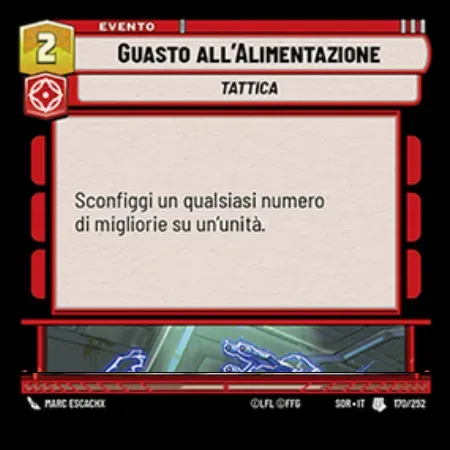 EVENTO
2
GUASTO ALL'ALIMENTAZIONE
TATTICA
Sconfiggi un qualsiasi numero
di migliorie su un'unità.
MARC ESCACHX
©LFL ©FFG
SOR • IT
170/252